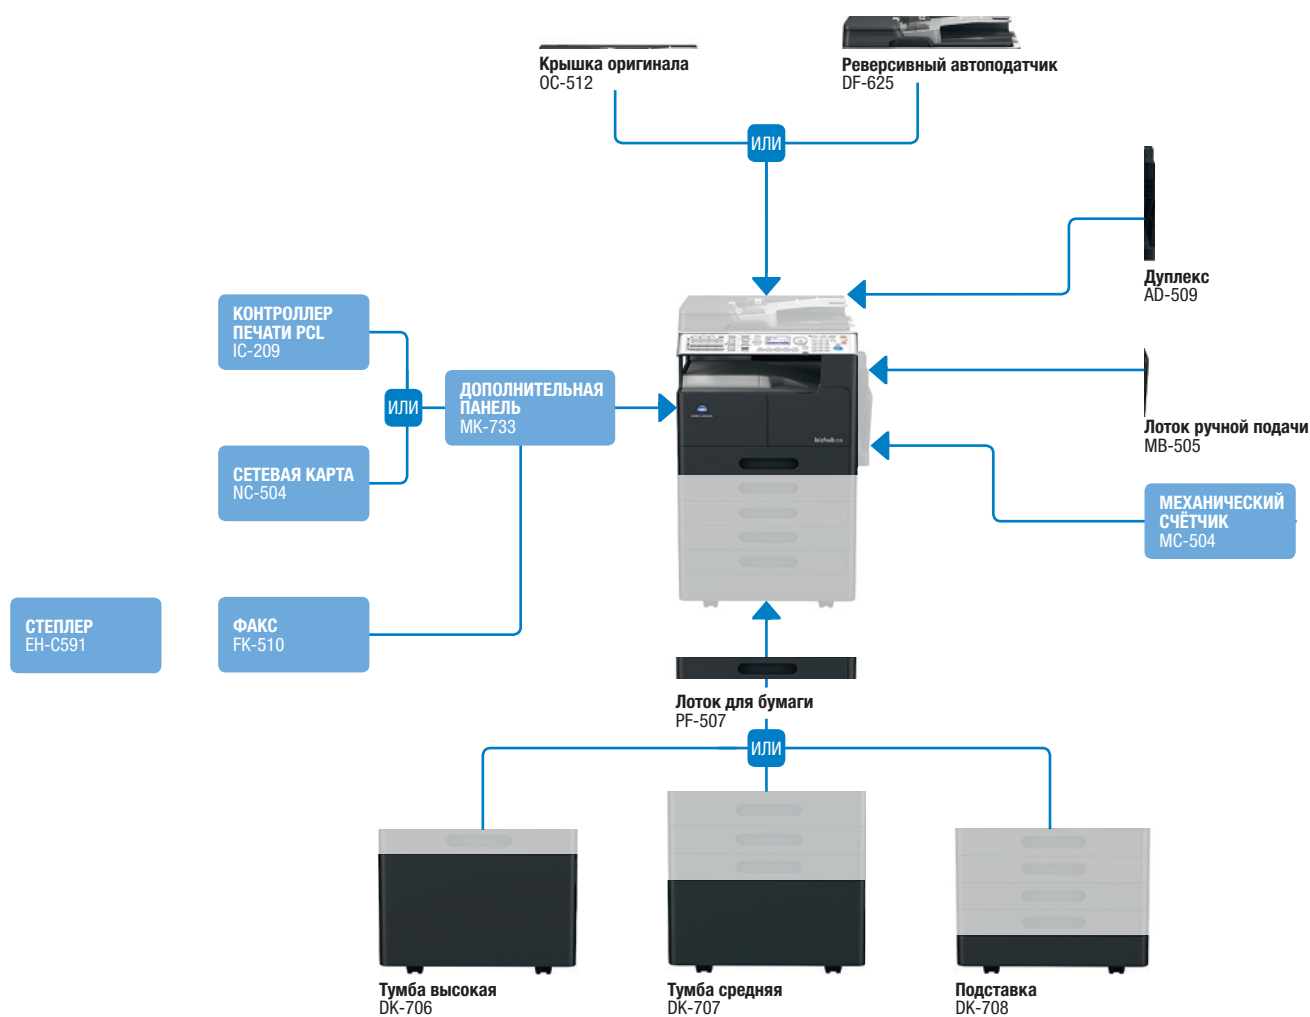 Крышка оригинала
OC-512
Реверсивный автоподатчик
DF-625
ИЛИ
Дуплекс
AD-509
КОНТРОЛЛЕР
ПЕЧАТИ PCL
IC-209
ИЛИ
ДОПОЛНИТЕЛЬНАЯ
ПАНЕЛЬ
МК-733
Лоток ручной подачи
MB-505
bizhub
СЕТЕВАЯ КАРТА
NC-504
МЕХАНИЧЕСКИЙ
СЧЁТЧИК
MC-504
СТЕПЛЕР
EH-C591
ФАКС
FK-510
Лоток для бумаги
PF-507
ИЛИ
Тумба высокая
DK-706
Тумба средняя
DK-707
Подставка
DK-708